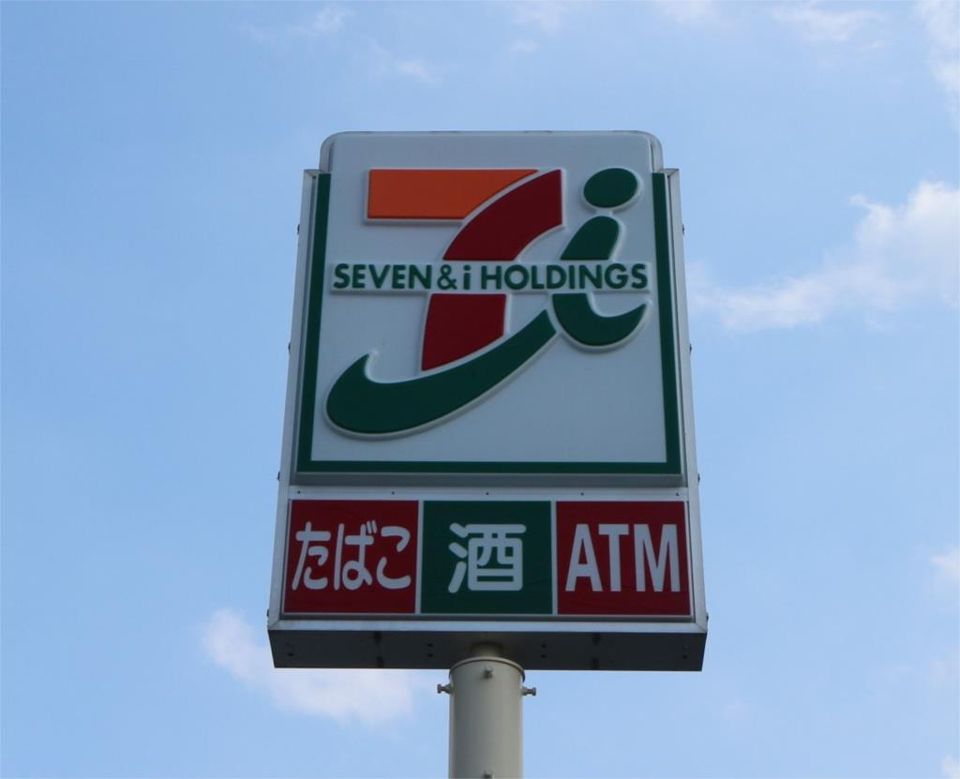 SEVEN & i HOLDINGS
たばこ 酒 ATM